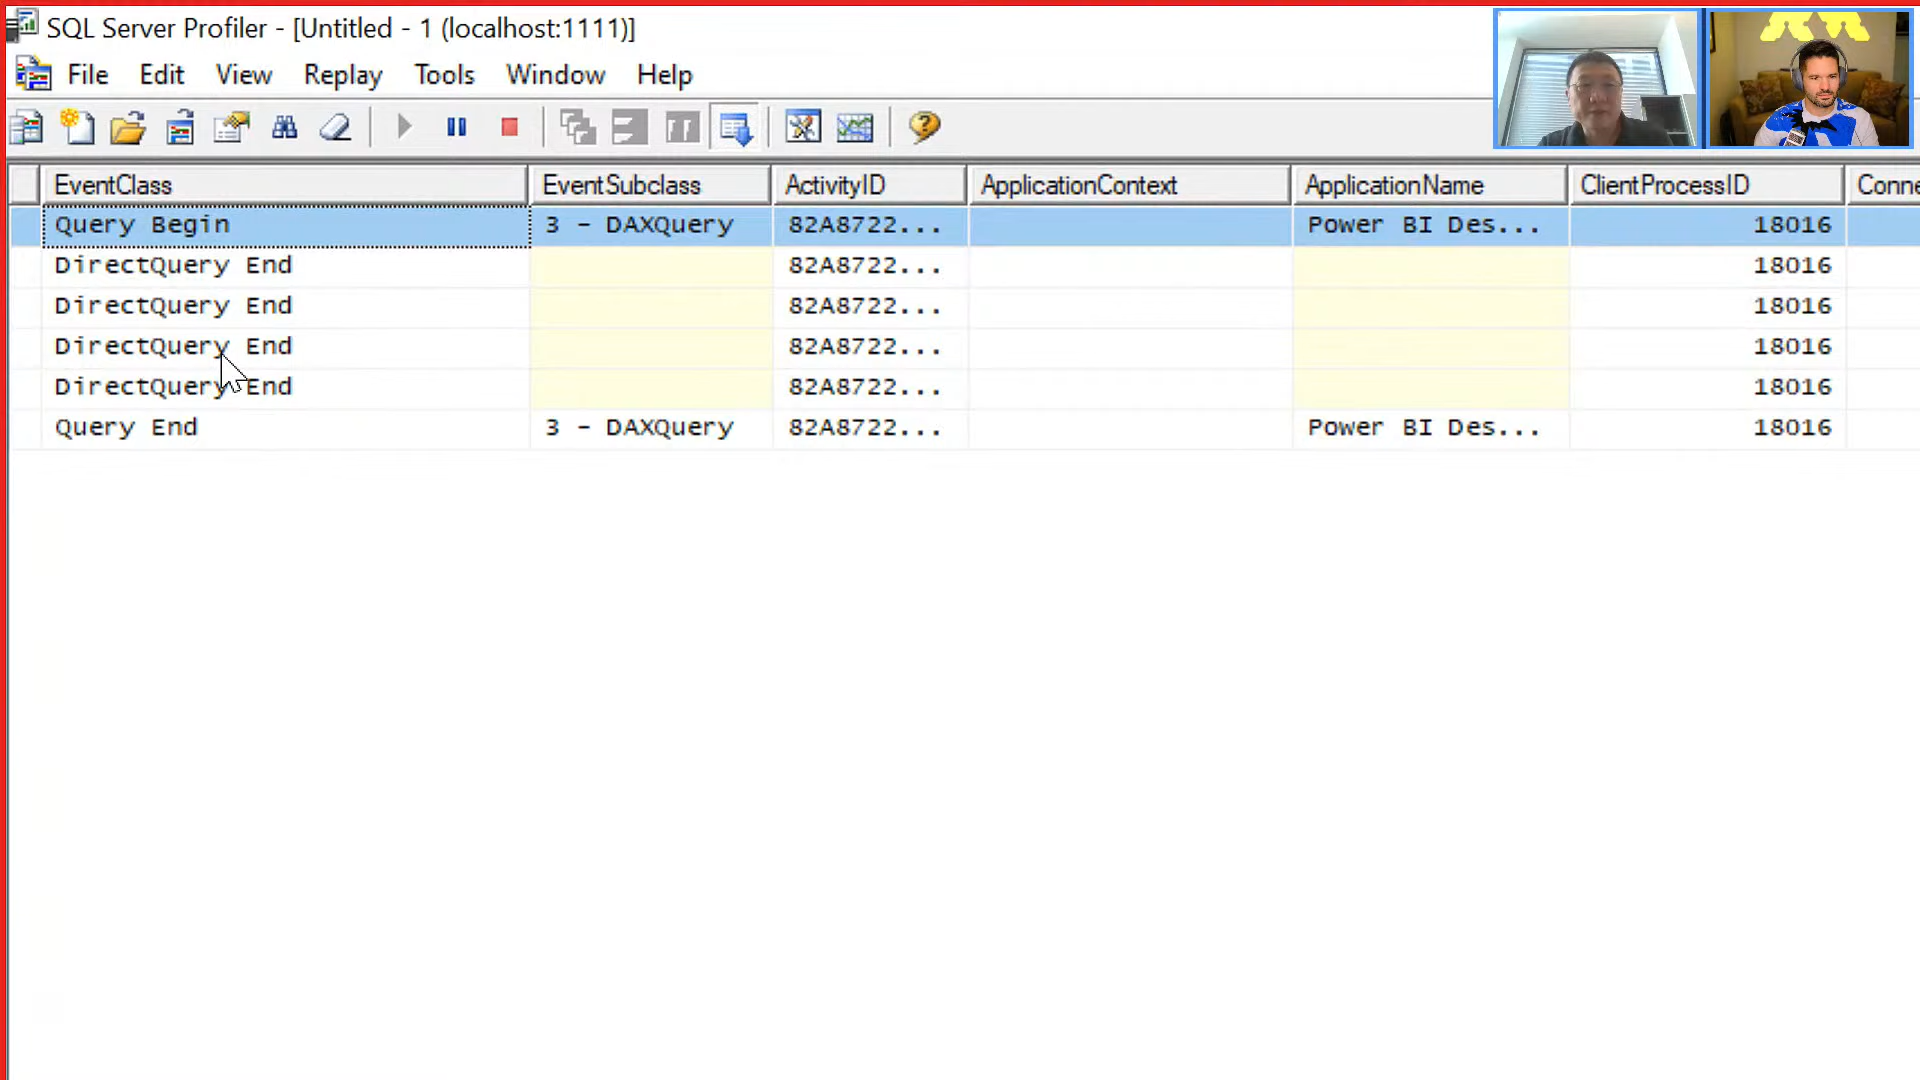 SQL Server Profiler - [Untitled - 1 (localhost:1111)]
File Edit View Replay Tools Window Help
EventClass EventSubclass ActivityID ApplicationContext ApplicationName ClientProcessID Conne
Query Begin 3 - DAXQuery 82A8722... Power BI Des... 18016
DirectQuery End 82A8722... 18016
DirectQuery End 82A8722... 18016
DirectQuery End 82A8722... 18016
DirectQuery End 82A8722... 18016
Query End 3 - DAXQuery 82A8722... Power BI Des... 18016